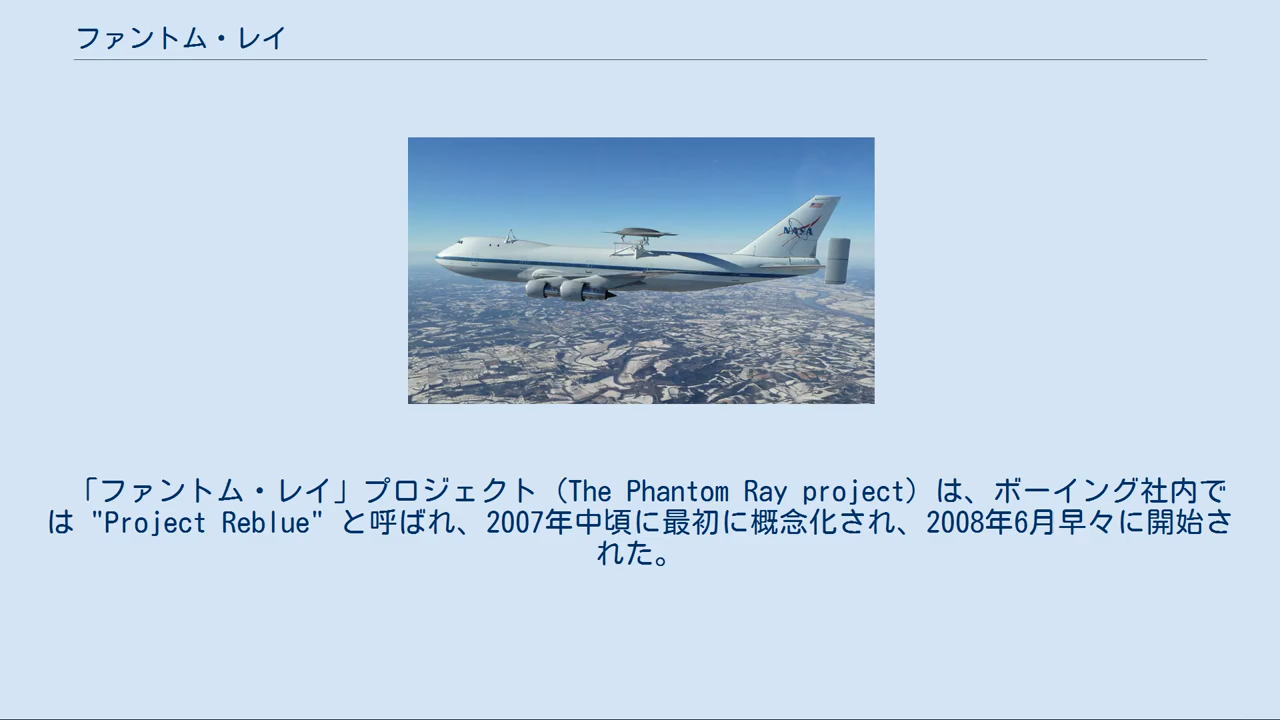 ファントム・レイ
NASA
「ファントム・レイ」プロジェクト（The Phantom Ray project）は、ボーイング社内で
は "Project Reblue" と呼ばれ、2007年中頃に最初に概念化され、2008年6月早々に開始さ
れた。